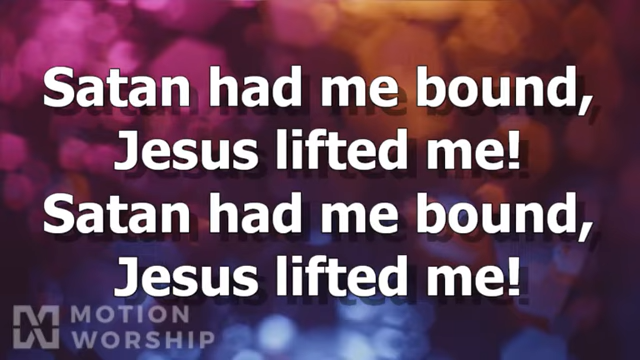 Satan had me bound,
Jesus lifted me!
Satan had me bound,
Jesus lifted me!
MOTION
WORSHIP